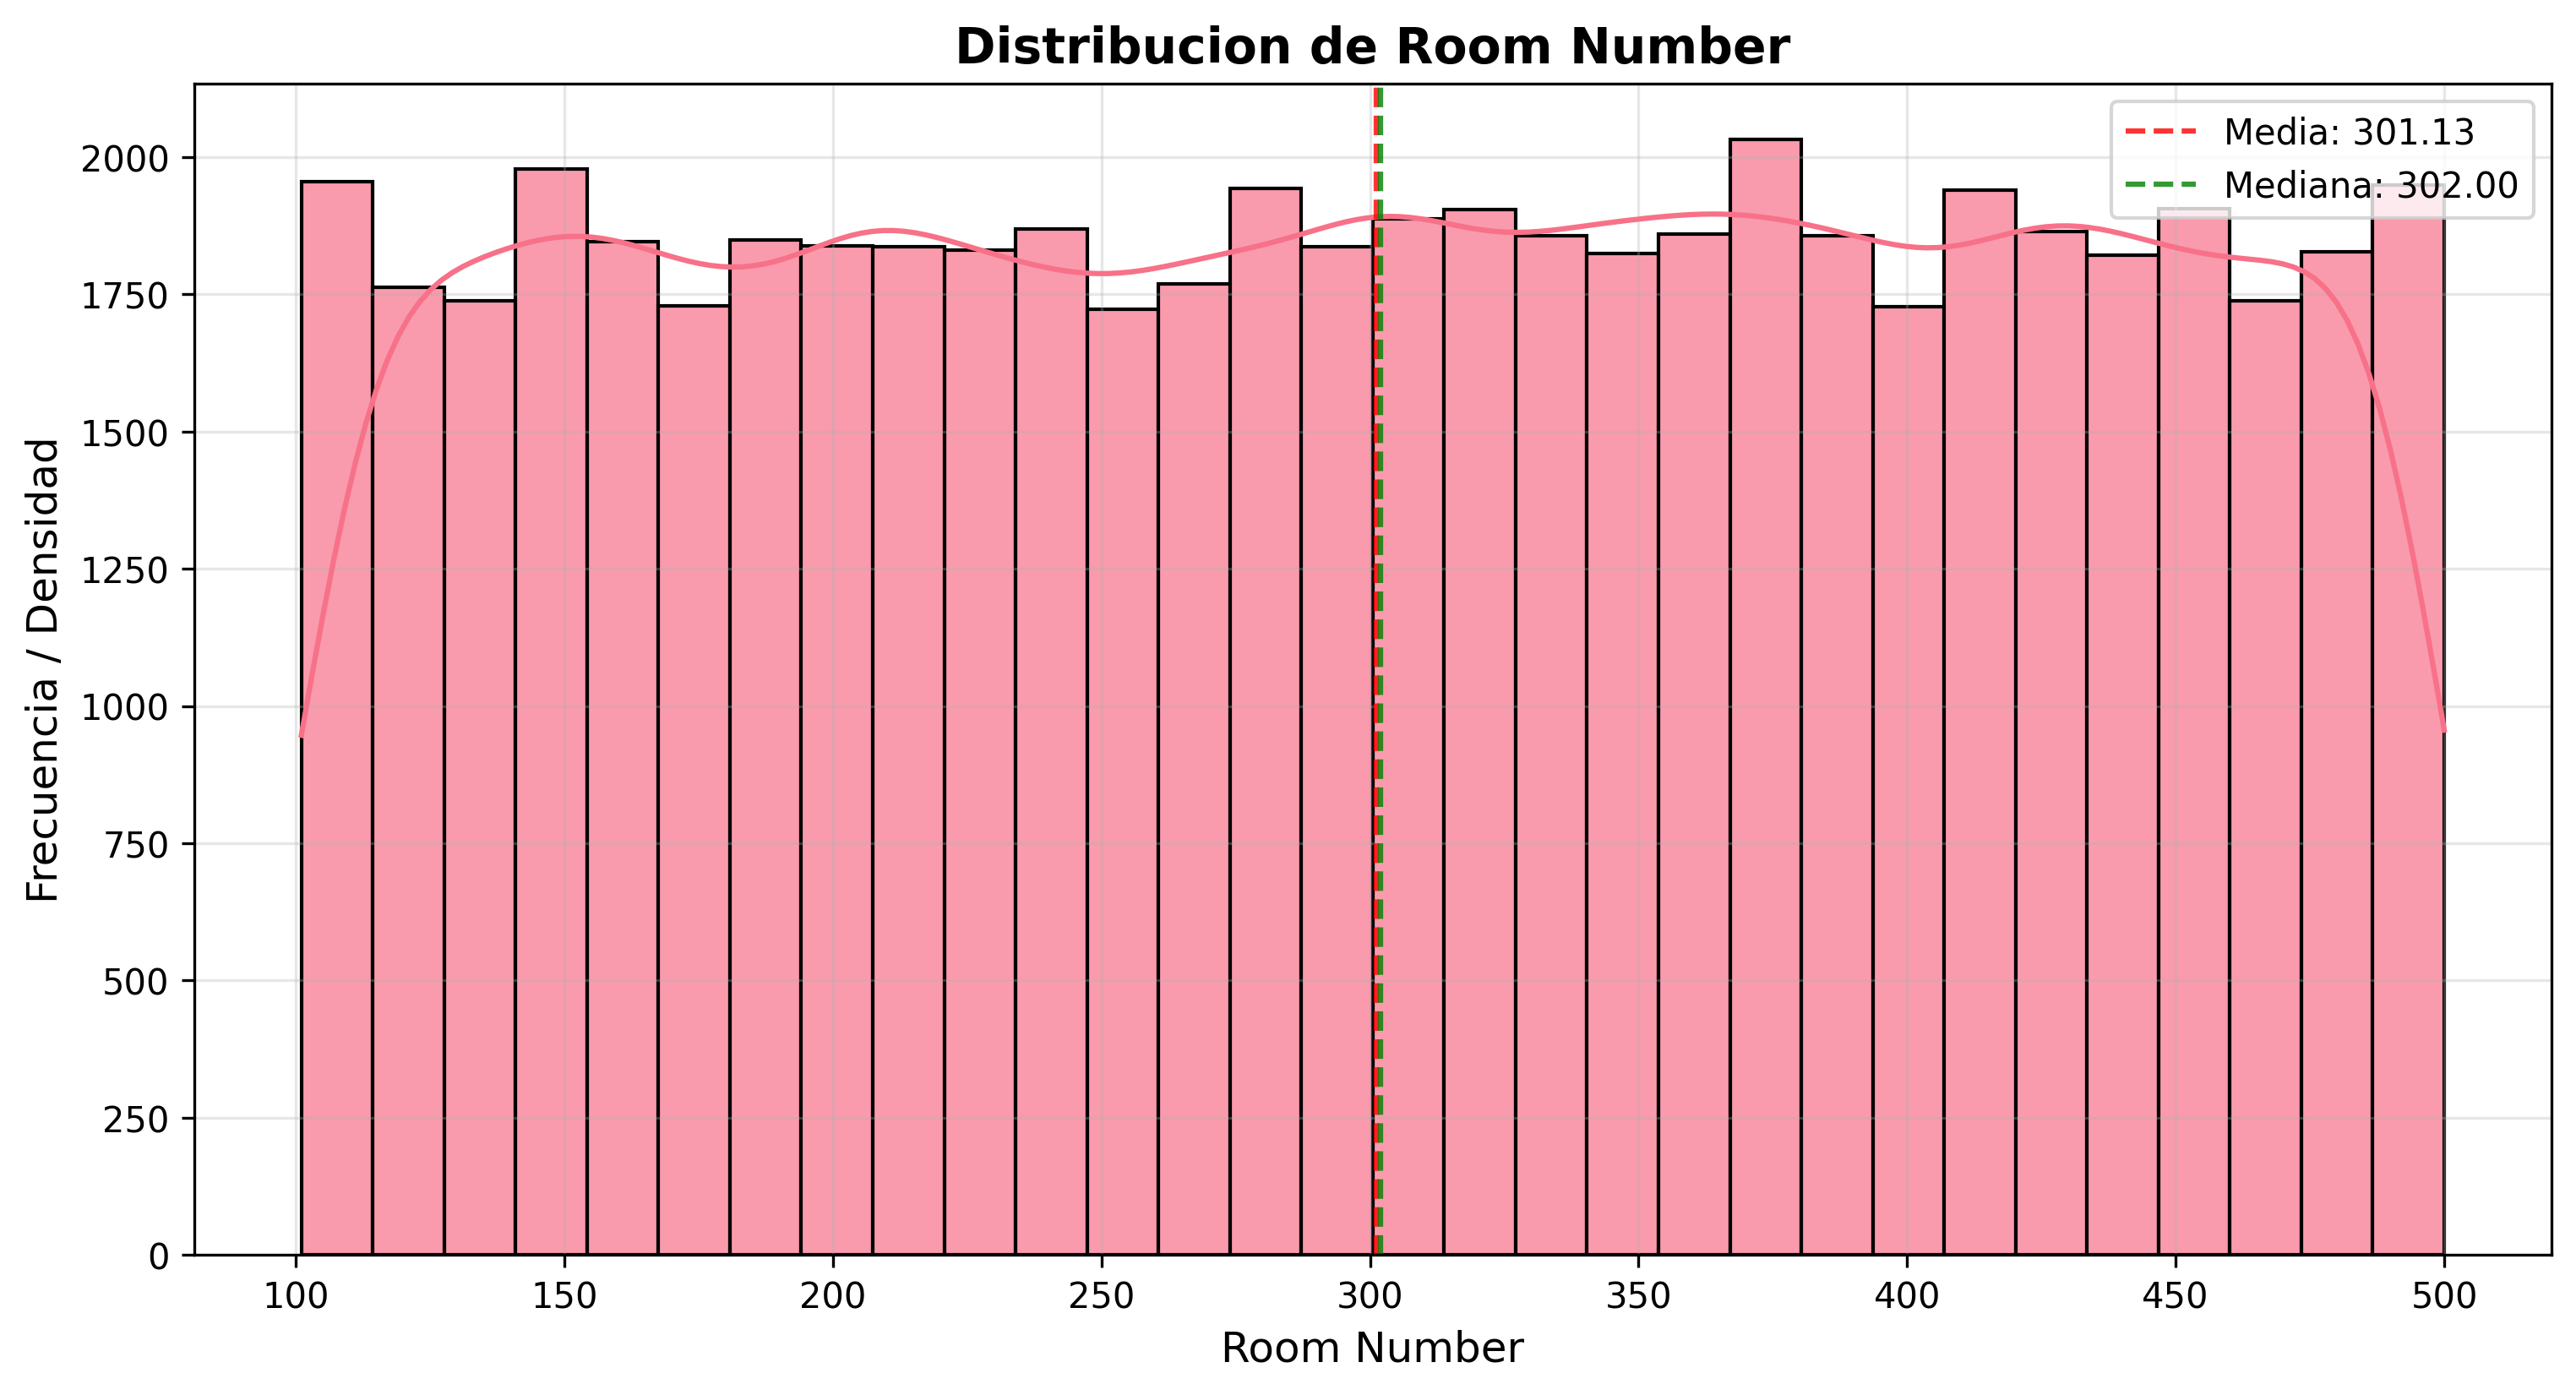 Distribucion de Room Number
Media: 301.13
Mediana: 302.00
Frecuencia / Densidad
2000
1750
1500
1250
1000
750
500
250
0
100 150 200 250 300 350 400 450 500
Room Number